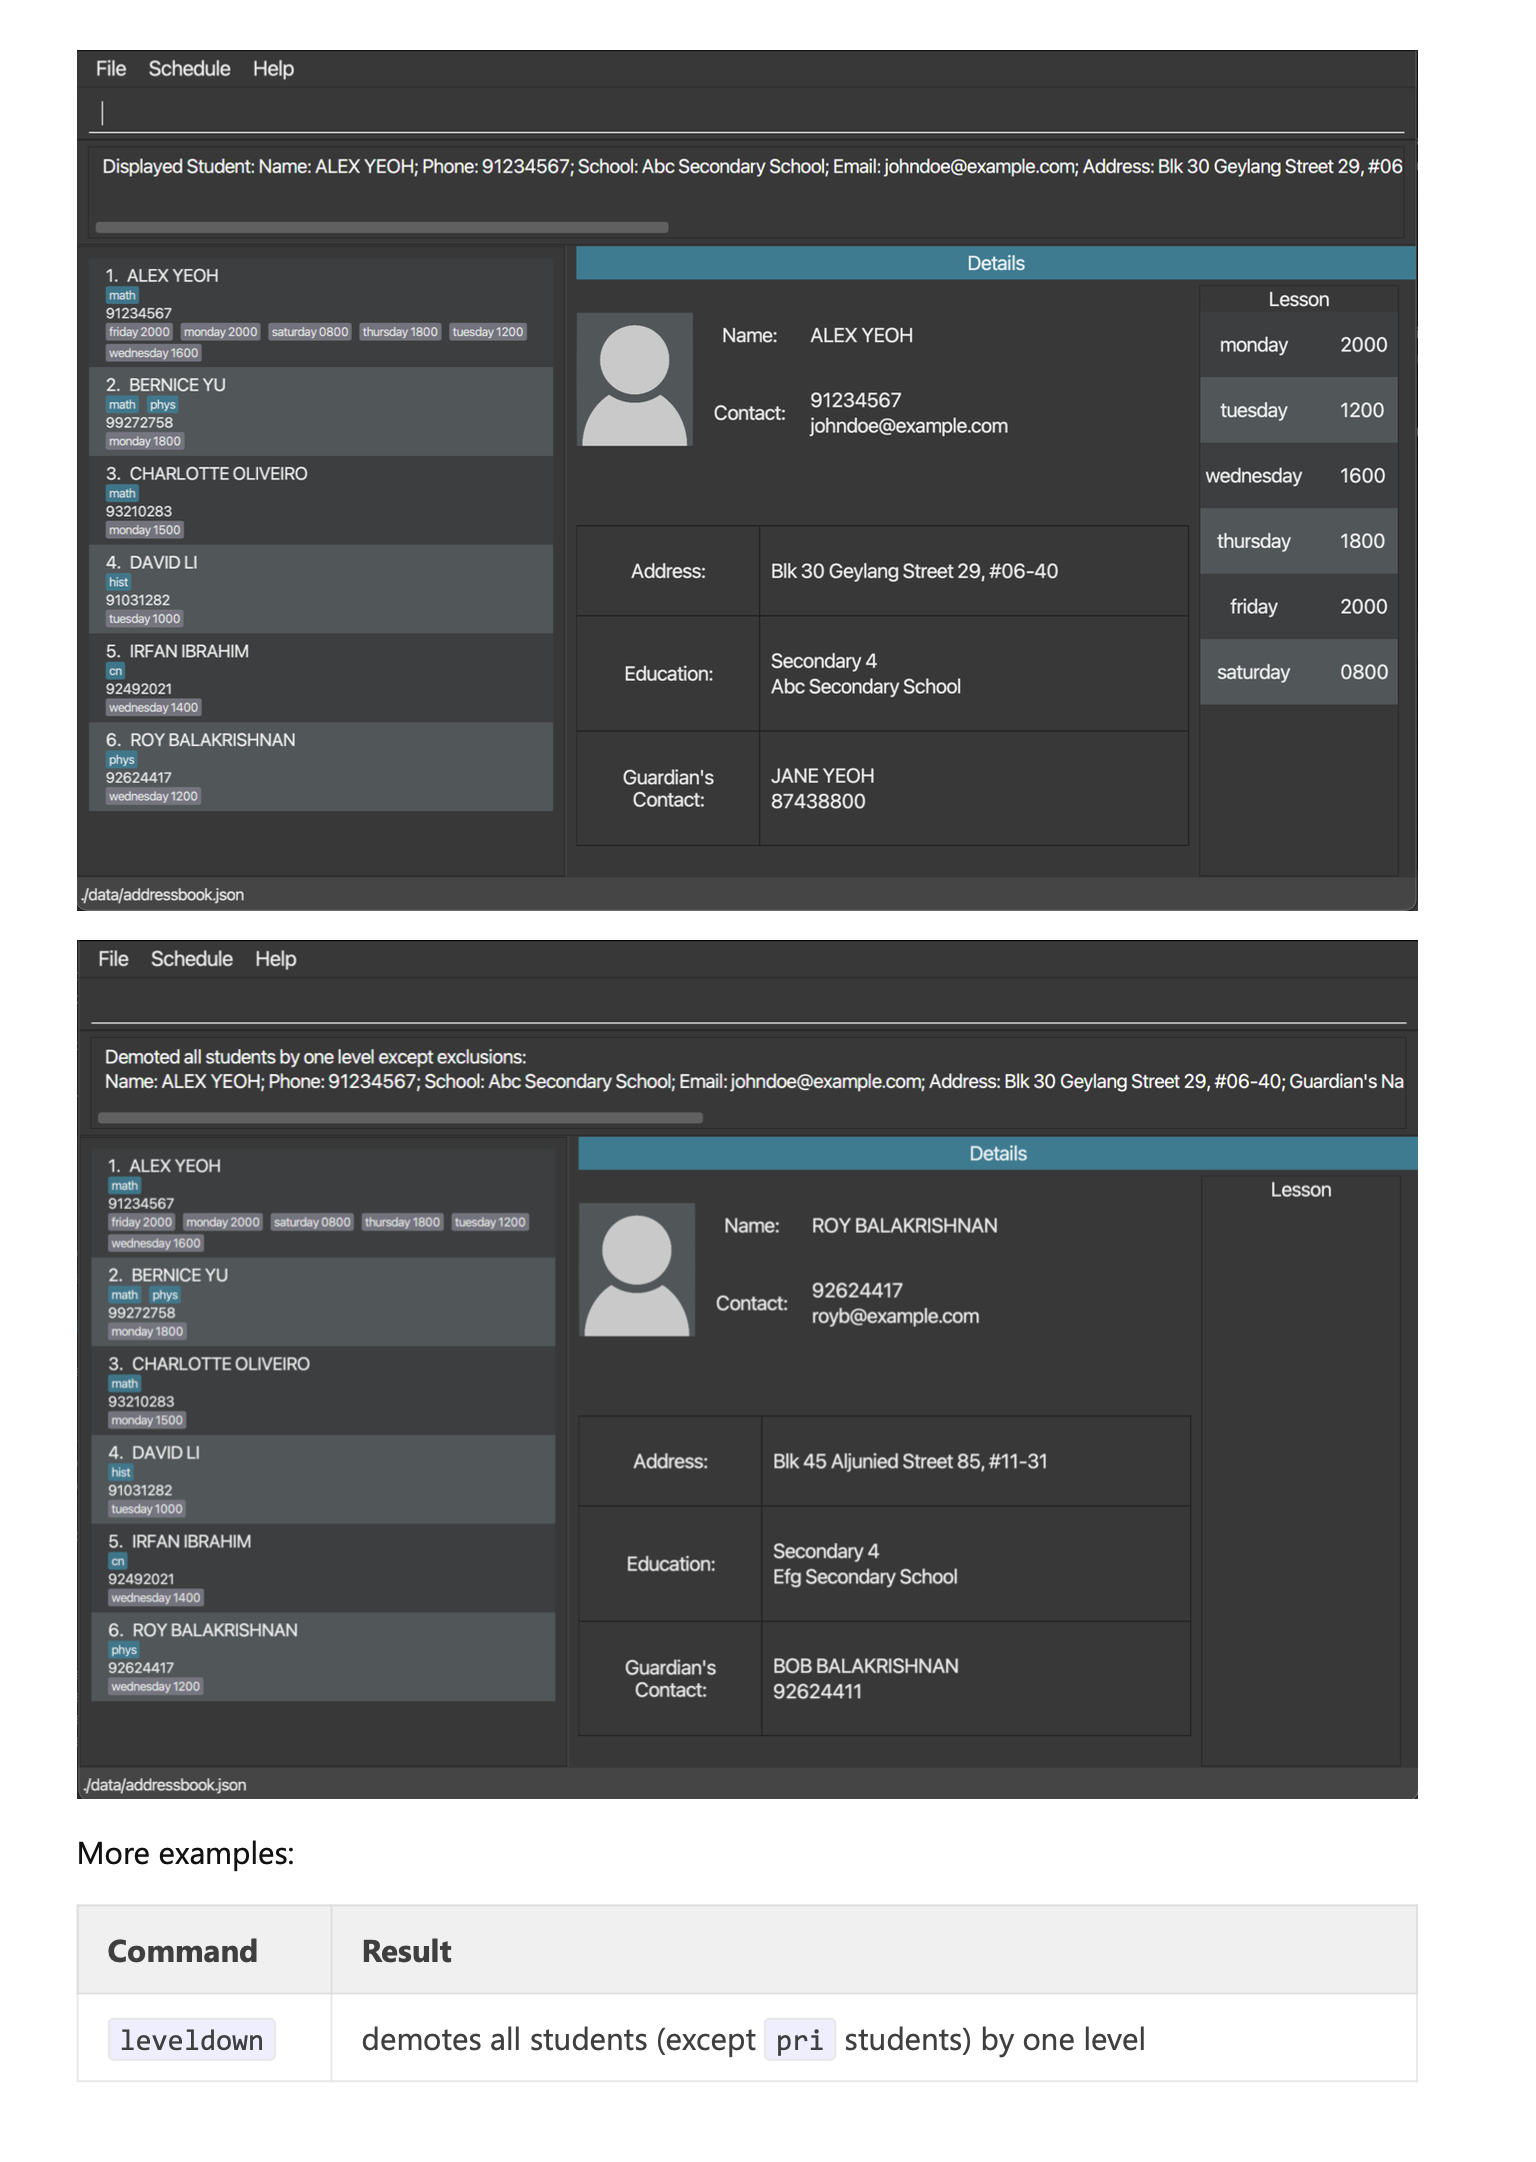 File Schedule Help
Displayed Student: Name: ALEX YEOH; Phone: 91234567; School: Abc Secondary School; Email: johndoe@example.com; Address: Blk 30 Geylang Street 29, #06
1. ALEX YEOH
math
91234567
friday 2000 monday 2000 saturday 0800 thursday 1800 tuesday 1200
wednesday 1600
2. BERNICE YU
math phys
99272758
monday 1800
3. CHARLOTTE OLIVEIRO
math
93210283
monday 1500
4. DAVID LI
hist
91031282
tuesday 1000
5. IRFAN IBRAHIM
cn
92492021
wednesday 1400
6. ROY BALAKRISHNAN
phys
92624417
wednesday 1200
Details
Name: ALEX YEOH
Contact: 91234567
johndoe@example.com
Address: Blk 30 Geylang Street 29, #06-40
Education: Secondary 4
Abc Secondary School
Guardian's JANE YEOH
Contact: 87438800
Lesson
monday 2000
tuesday 1200
wednesday 1600
thursday 1800
friday 2000
saturday 0800
./data/addressbook.json
File Schedule Help
Demoted all students by one level except exclusions:
Name: ALEX YEOH; Phone: 91234567; School: Abc Secondary School; Email: johndoe@example.com; Address: Blk 30 Geylang Street 29, #06-40; Guardian's Na
1. ALEX YEOH
math
91234567
friday 2000 monday 2000 saturday 0800 thursday 1800 tuesday 1200
wednesday 1600
2. BERNICE YU
math phys
99272758
monday 1800
3. CHARLOTTE OLIVEIRO
math
93210283
monday 1500
4. DAVID LI
hist
91031282
tuesday 1000
5. IRFAN IBRAHIM
cn
92492021
wednesday 1400
6. ROY BALAKRISHNAN
phys
92624417
wednesday 1200
Details
Name: ROY BALAKRISHNAN
Contact: 92624417
royb@example.com
Address: Blk 45 Aljunied Street 85, #11-31
Education: Secondary 4
Efg Secondary School
Guardian's BOB BALAKRISHNAN
Contact: 92624411
Lesson
./data/addressbook.json
More examples:
Command Result
leveldown demotes all students (except pri students) by one level